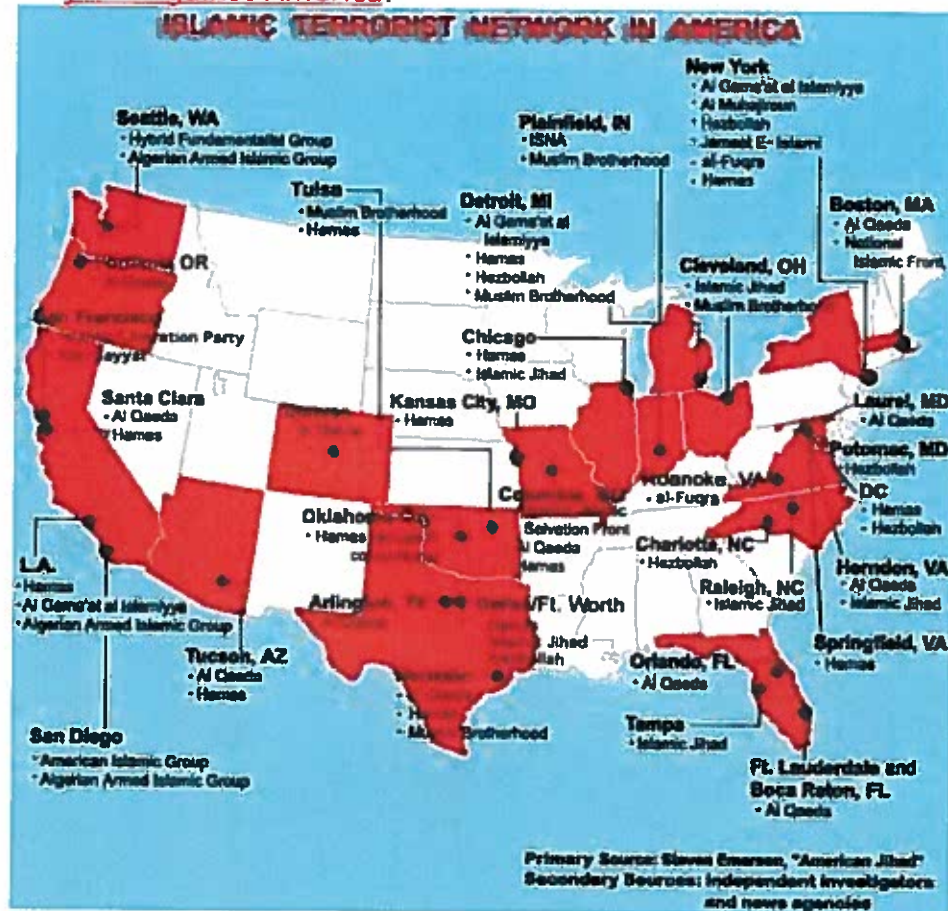 ISLAMIC TERRORIST NETWORK IN AMERICA
New York
• Al Gama'at al Islamiyya
• Al Muhajiroun
• Hezbollah
• Jamaat E- Islami
• al-Fuqra
• Hamas
Seattle, WA
• Hybrid Fundamentalist Group
• Algerian Armed Islamic Group
Plainfield, IN
• ISNA
• Muslim Brotherhood
Tulsa
• Muslim Brotherhood
• Hamas
Detroit, MI
• Al Gama'at al
Islamiyya
• Hamas
• Hezbollah
• Muslim Brotherhood
Boston, MA
• Al Qaeda
• National
Islamic Front,
Cleveland, OH
• Islamic Jihad
• Muslim Brotherho
OR
Party
Chicago
• Hamas
• Islamic Jihad
Santa Clara
• Al Qaeda
• Hamas
Kansas City, MO
• Hamas
Laurel, MD
• Al Qaeda
Potomac, MD
• Hezbollah
DC
• Hamas
• Hezbollah
Roanoke, VA
• al-Fuqra
Oklahoma
• Hamas
Salvation Front
Al Qaeda
Hamas
Charlotte, NC
• Hezbollah
Raleigh, NC
• Islamic Jihad
Herndon, VA
• Al Qaeda
• Islamic Jihad
L.A.
• Hamas
• Al Gama'at al Islamiyya
• Algerian Armed Islamic Group
Arlington,
/Ft. Worth
Jihad
Springfield, VA
• Hamas
Tucson, AZ
• Al Qaeda
• Hamas
Orlando, FL
• Al Qaeda
Brotherhood
Tampa
• Islamic Jihad
San Diego
• American Islamic Group
• Algerian Armed Islamic Group
Ft. Lauderdale and
Boca Raton, FL
• Al Qaeda
Primary Source: Steven Emerson, "American Jihad"
Secondary Sources: Independent investigators
and news agencies